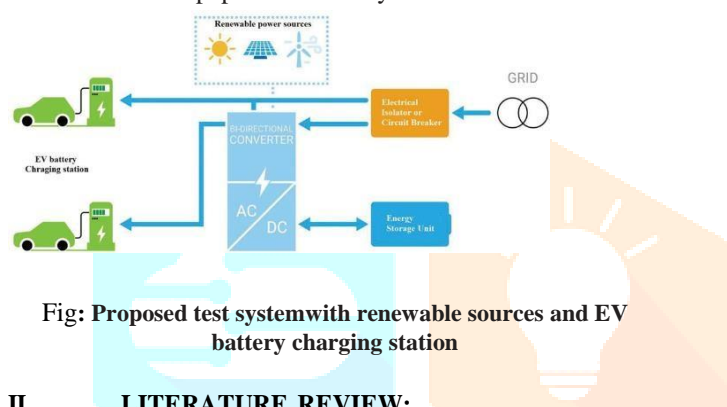 Renewable power sources
GRID
Electrical
Isolator or
Circuit Breaker
BI-DIRECTIONAL
CONVERTER
EV battery
Chraging station
AC
DC
Energy
Storage Unit
Fig: Proposed test systemwith renewable sources and EV
battery charging station
II LITERATURE REVIEW: